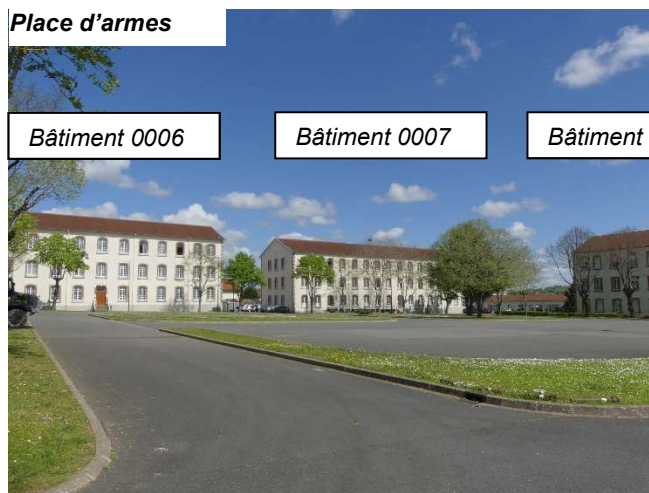 Place d’armes
Bâtiment 0006
Bâtiment 0007
Bâtiment